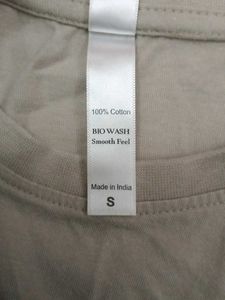 100% Cotton
BIO WASH
Smooth Feel
Made in India
S